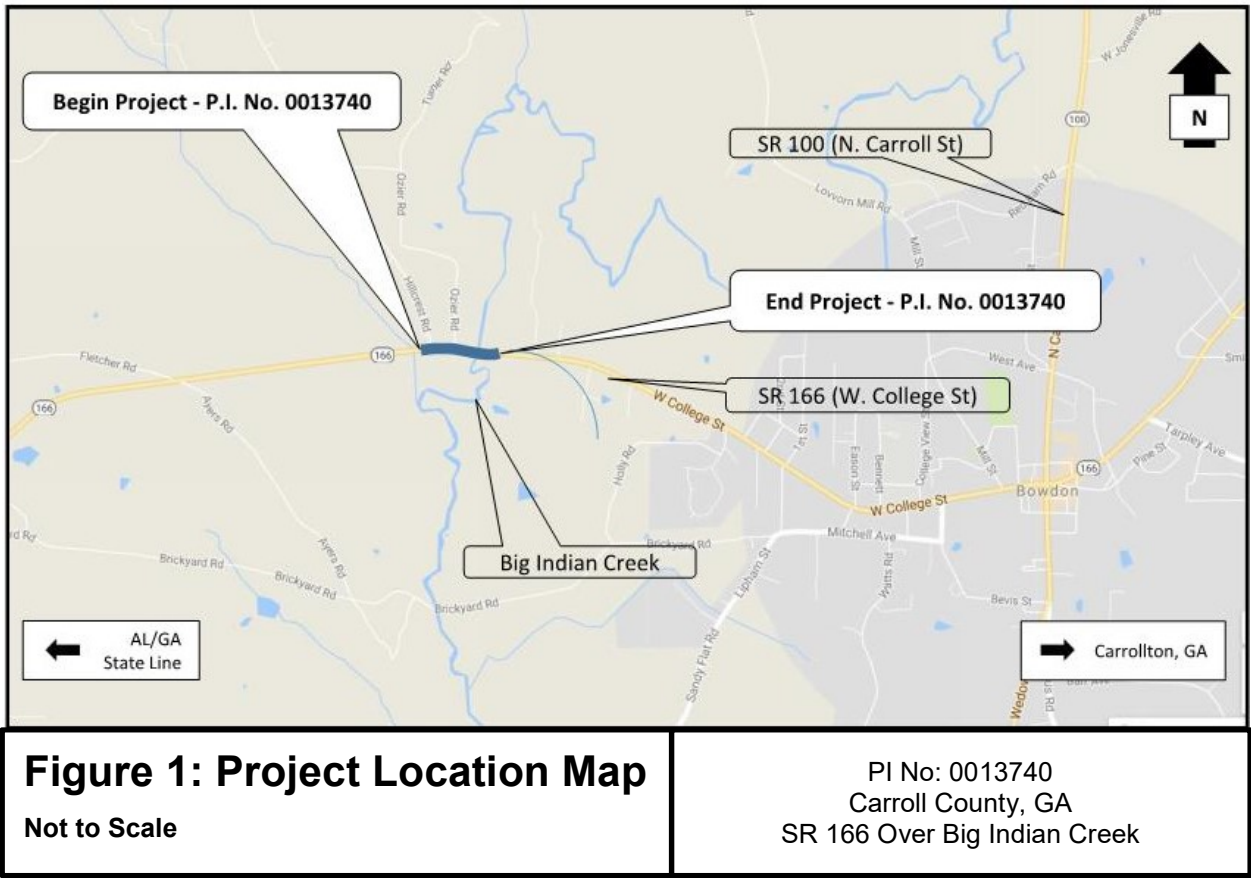 W Jonesville Rd
Begin Project - P.I. No. 0013740
Turner Rd
N
100
SR 100 (N. Carroll St)
Ozier Rd
Lovvorn Mill Rd
Mill St
Hillcrest Rd
Ozier Rd
End Project - P.I. No. 0013740
N Ca
166
Fletcher Rd
West Ave
SR 166 (W. College St)
166
Ayers Rd
W College St
1st St
Tarpley Ave
Holly Rd
Eason St
Bennett
College View St
Mill St
Pine St
166
Bowdon
W College St
Mitchell Ave
rd Rd
Brickyard Rd
Ayers Rd
Big Indian Creek
Brickyard Rd
Lipham St
Watts Rd
Brickyard Rd
Brickyard Rd
Bevis St
AL/GA
State Line
Sandy Flat Rd
Carrollton, GA
Wedow
us Rd
Figure 1: Project Location Map
Not to Scale
PI No: 0013740
Carroll County, GA
SR 166 Over Big Indian Creek